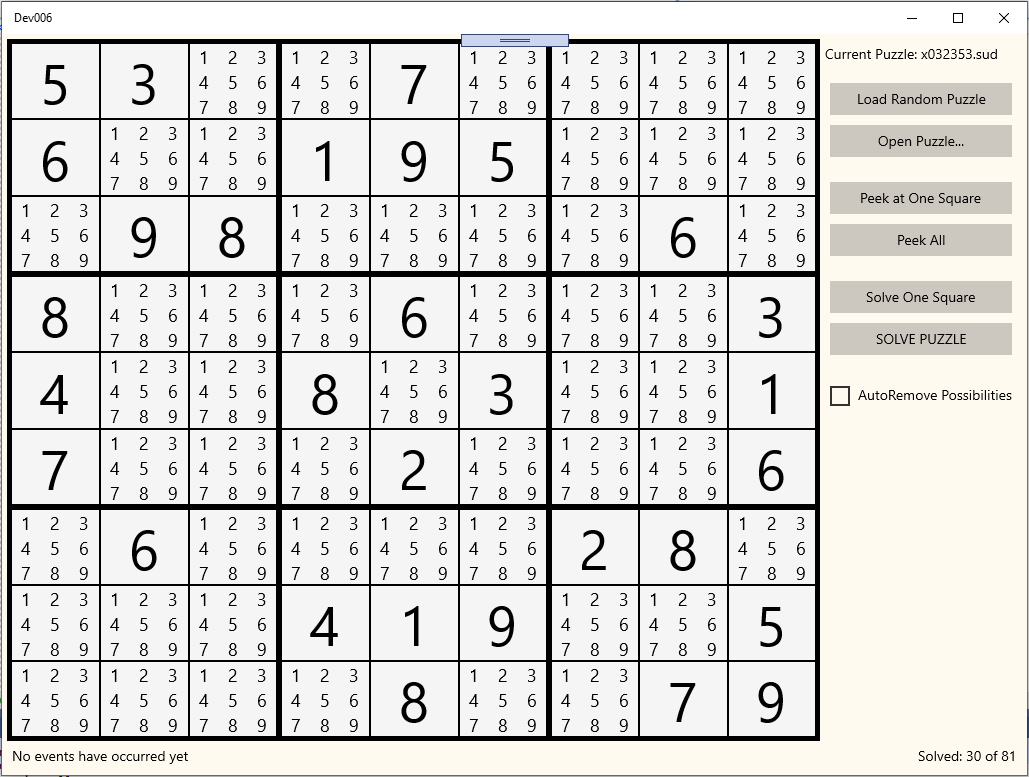 Dev006
1 2 3 1 2 3 1 2 3 1 2 3 1 2 3 1 2 3
5 3 4 5 6 4 5 6 7 4 5 6 4 5 6 4 5 6 4 5 6
7 8 9 7 8 9 7 8 9 7 8 9 7 8 9 7 8 9
1 2 3 1 2 3 1 2 3 1 2 3 1 2 3
6 4 5 6 4 5 6 1 9 5 4 5 6 4 5 6 4 5 6
7 8 9 7 8 9 7 8 9 7 8 9 7 8 9
1 2 3 1 2 3 1 2 3 1 2 3 1 2 3 1 2 3
4 5 6 9 8 4 5 6 4 5 6 4 5 6 4 5 6 6 4 5 6
7 8 9 7 8 9 7 8 9 7 8 9 7 8 9 7 8 9
1 2 3 1 2 3 1 2 3 1 2 3 1 2 3 1 2 3
8 4 5 6 4 5 6 4 5 6 6 4 5 6 4 5 6 4 5 6 3
7 8 9 7 8 9 7 8 9 7 8 9 7 8 9 7 8 9
1 2 3 1 2 3 1 2 3 1 2 3 1 2 3
4 4 5 6 4 5 6 8 4 5 6 3 4 5 6 4 5 6 1
7 8 9 7 8 9 7 8 9 7 8 9 7 8 9
1 2 3 1 2 3 1 2 3 1 2 3 1 2 3 1 2 3
7 4 5 6 4 5 6 4 5 6 2 4 5 6 4 5 6 4 5 6 6
7 8 9 7 8 9 7 8 9 7 8 9 7 8 9 7 8 9
1 2 3 1 2 3 1 2 3 1 2 3 1 2 3 1 2 3
4 5 6 6 4 5 6 4 5 6 4 5 6 4 5 6 2 8 4 5 6
7 8 9 7 8 9 7 8 9 7 8 9 7 8 9 7 8 9
1 2 3 1 2 3 1 2 3 1 2 3 1 2 3
4 5 6 4 5 6 4 5 6 4 1 9 4 5 6 4 5 6 5
7 8 9 7 8 9 7 8 9 7 8 9 7 8 9
1 2 3 1 2 3 1 2 3 1 2 3 1 2 3 1 2 3
4 5 6 4 5 6 4 5 6 4 5 6 8 4 5 6 4 5 6 7 9
7 8 9 7 8 9 7 8 9 7 8 9 7 8 9 7 8 9
Current Puzzle: x032353.sud
Load Random Puzzle
Open Puzzle...
Peek at One Square
Peek All
Solve One Square
SOLVE PUZZLE
AutoRemove Possibilities
No events have occurred yet
Solved: 30 of 81